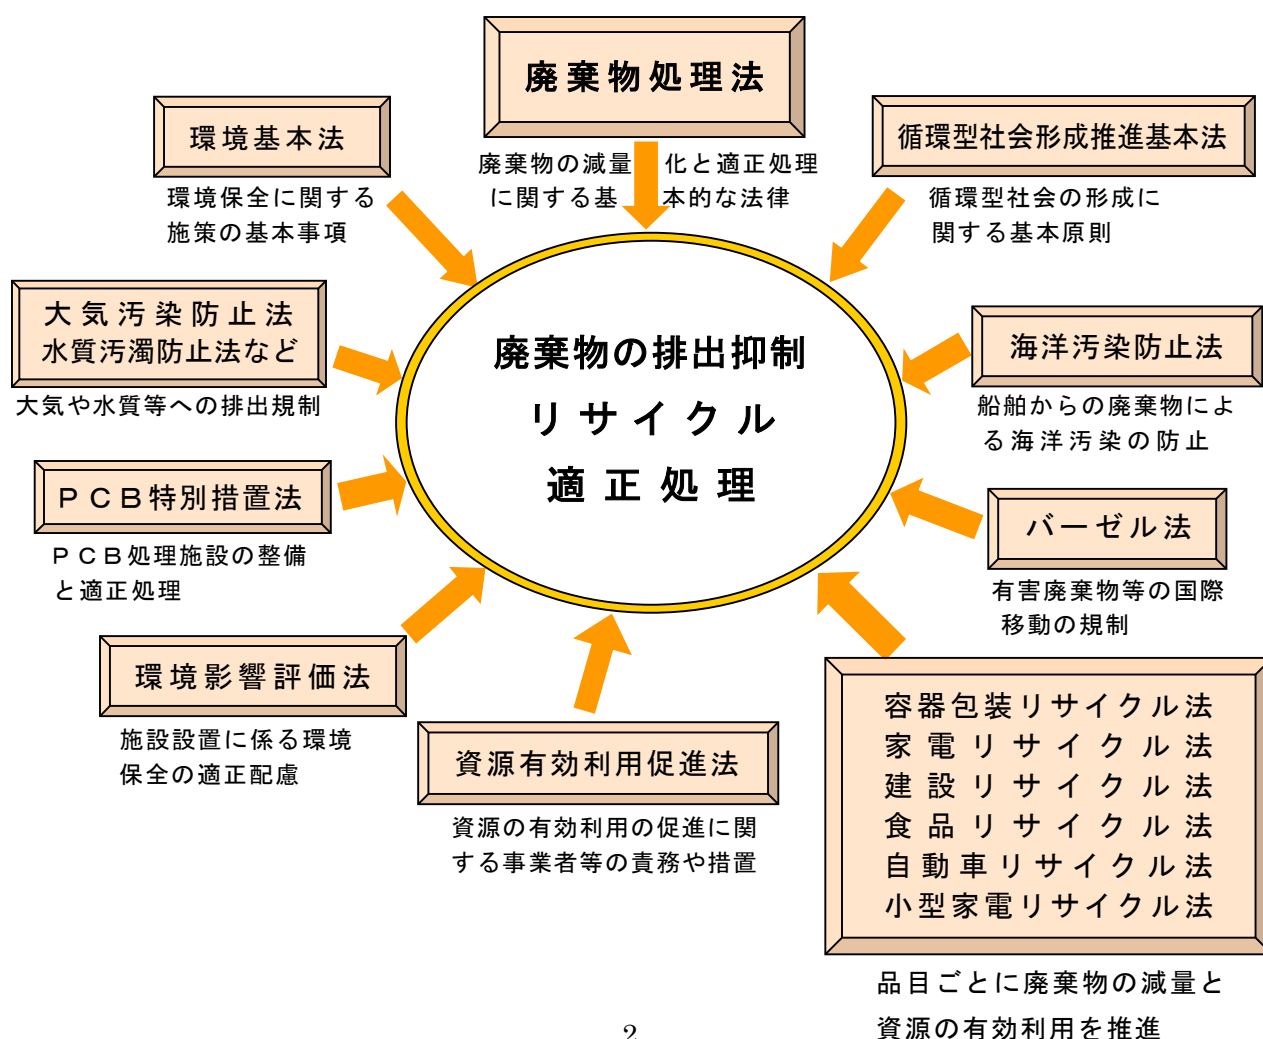 廃棄物処理法
廃棄物の減量化と適正処理
に関する基本的な法律
環境基本法
環境保全に関する
施策の基本事項
循環型社会形成推進基本法
循環型社会の形成に
関する基本原則
大気汚染防止法
水質汚濁防止法など
大気や水質等への排出規制
廃棄物の排出抑制
リサイクル
適正処理
海洋汚染防止法
船舶からの廃棄物によ
る海洋汚染の防止
ＰＣＢ特別措置法
ＰＣＢ処理施設の整備
と適正処理
バーゼル法
有害廃棄物等の国際
移動の規制
環境影響評価法
施設設置に係る環境
保全の適正配慮
資源有効利用促進法
資源の有効利用の促進に関
する事業者等の責務や措置
容器包装リサイクル法
家電リサイクル法
建設リサイクル法
食品リサイクル法
自動車リサイクル法
小型家電リサイクル法
品目ごとに廃棄物の減量と
資源の有効利用を推進
2